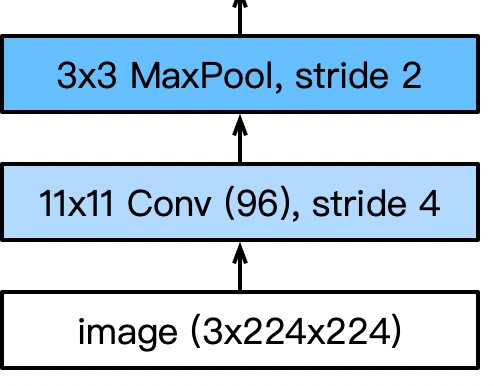 3x3 MaxPool, stride 2
11x11 Conv (96), stride 4
image (3x224x224)